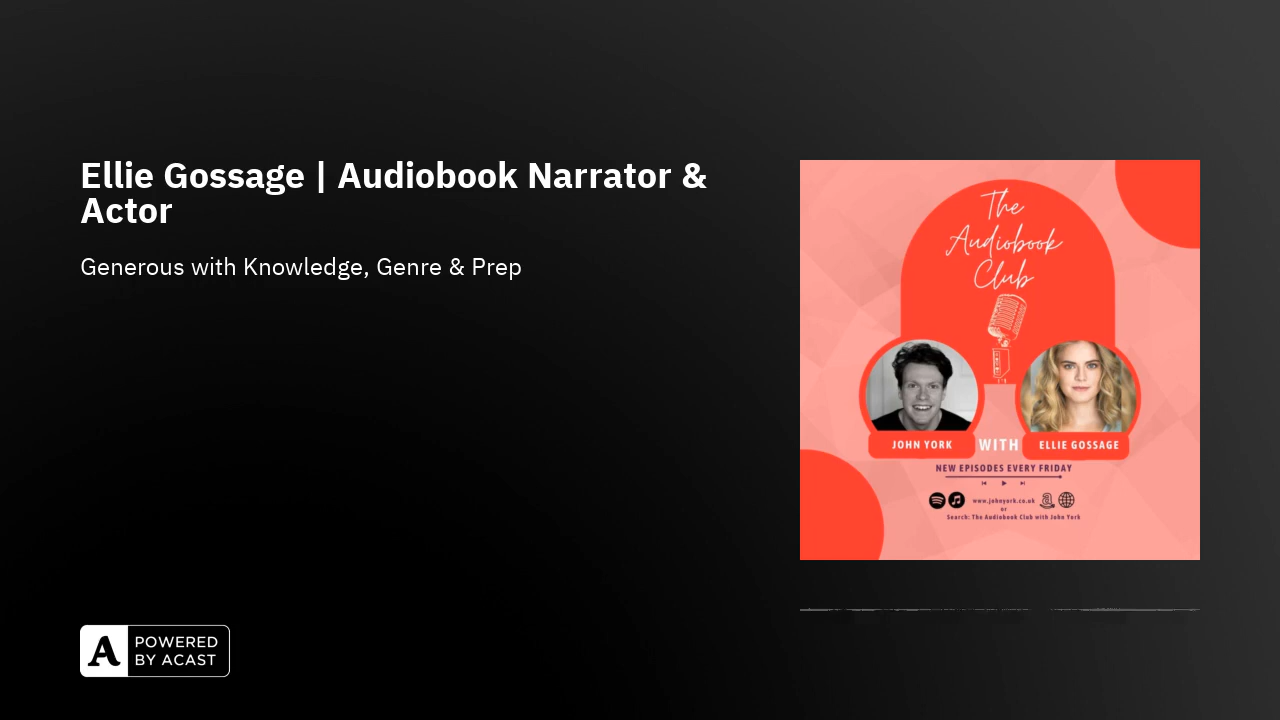 Ellie Gossage | Audiobook Narrator &
Actor
Generous with Knowledge, Genre & Prep
The
Audiobook
Club
JOHN YORK
WITH
ELLIE GOSSAGE
NEW EPISODES EVERY FRIDAY
www.johnyork.co.uk
or
Search: The Audiobook Club with John York
A
POWERED
BY ACAST